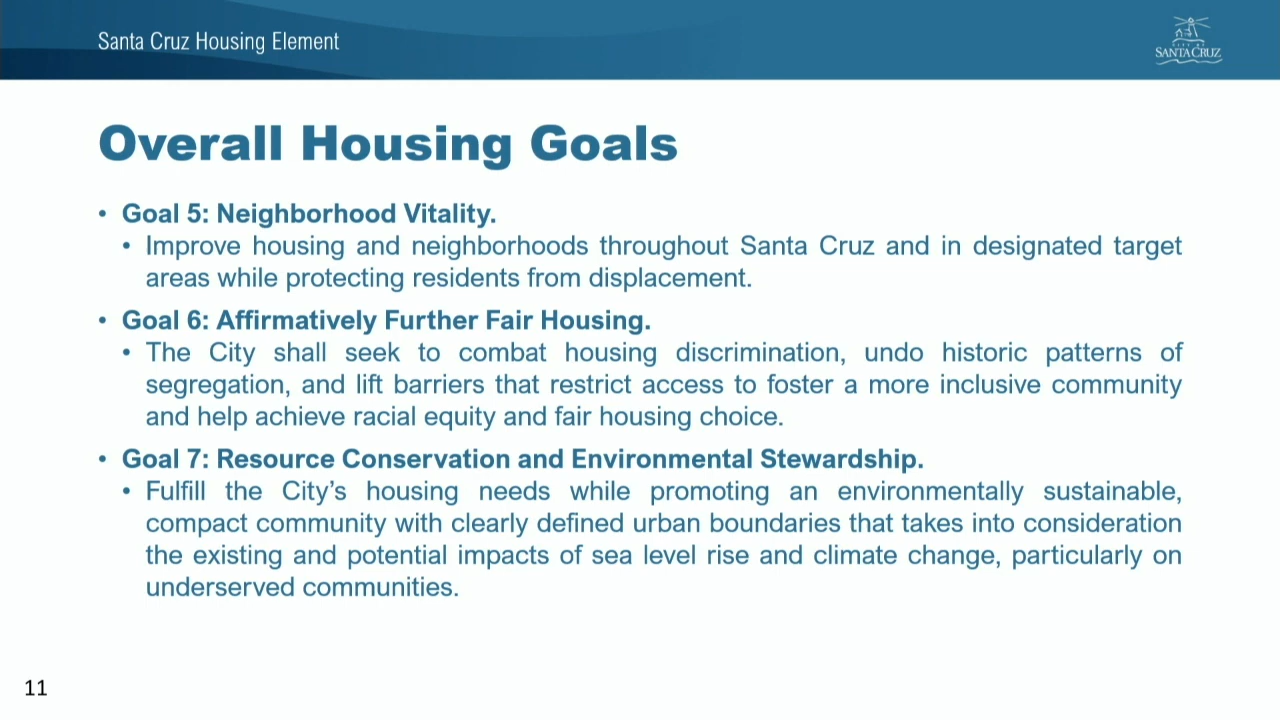 Santa Cruz Housing Element
CITY OF
SANTA CRUZ
Overall Housing Goals
• Goal 5: Neighborhood Vitality.
• Improve housing and neighborhoods throughout Santa Cruz and in designated target
areas while protecting residents from displacement.
• Goal 6: Affirmatively Further Fair Housing.
• The City shall seek to combat housing discrimination, undo historic patterns of
segregation, and lift barriers that restrict access to foster a more inclusive community
and help achieve racial equity and fair housing choice.
• Goal 7: Resource Conservation and Environmental Stewardship.
• Fulfill the City’s housing needs while promoting an environmentally sustainable,
compact community with clearly defined urban boundaries that takes into consideration
the existing and potential impacts of sea level rise and climate change, particularly on
underserved communities.
11